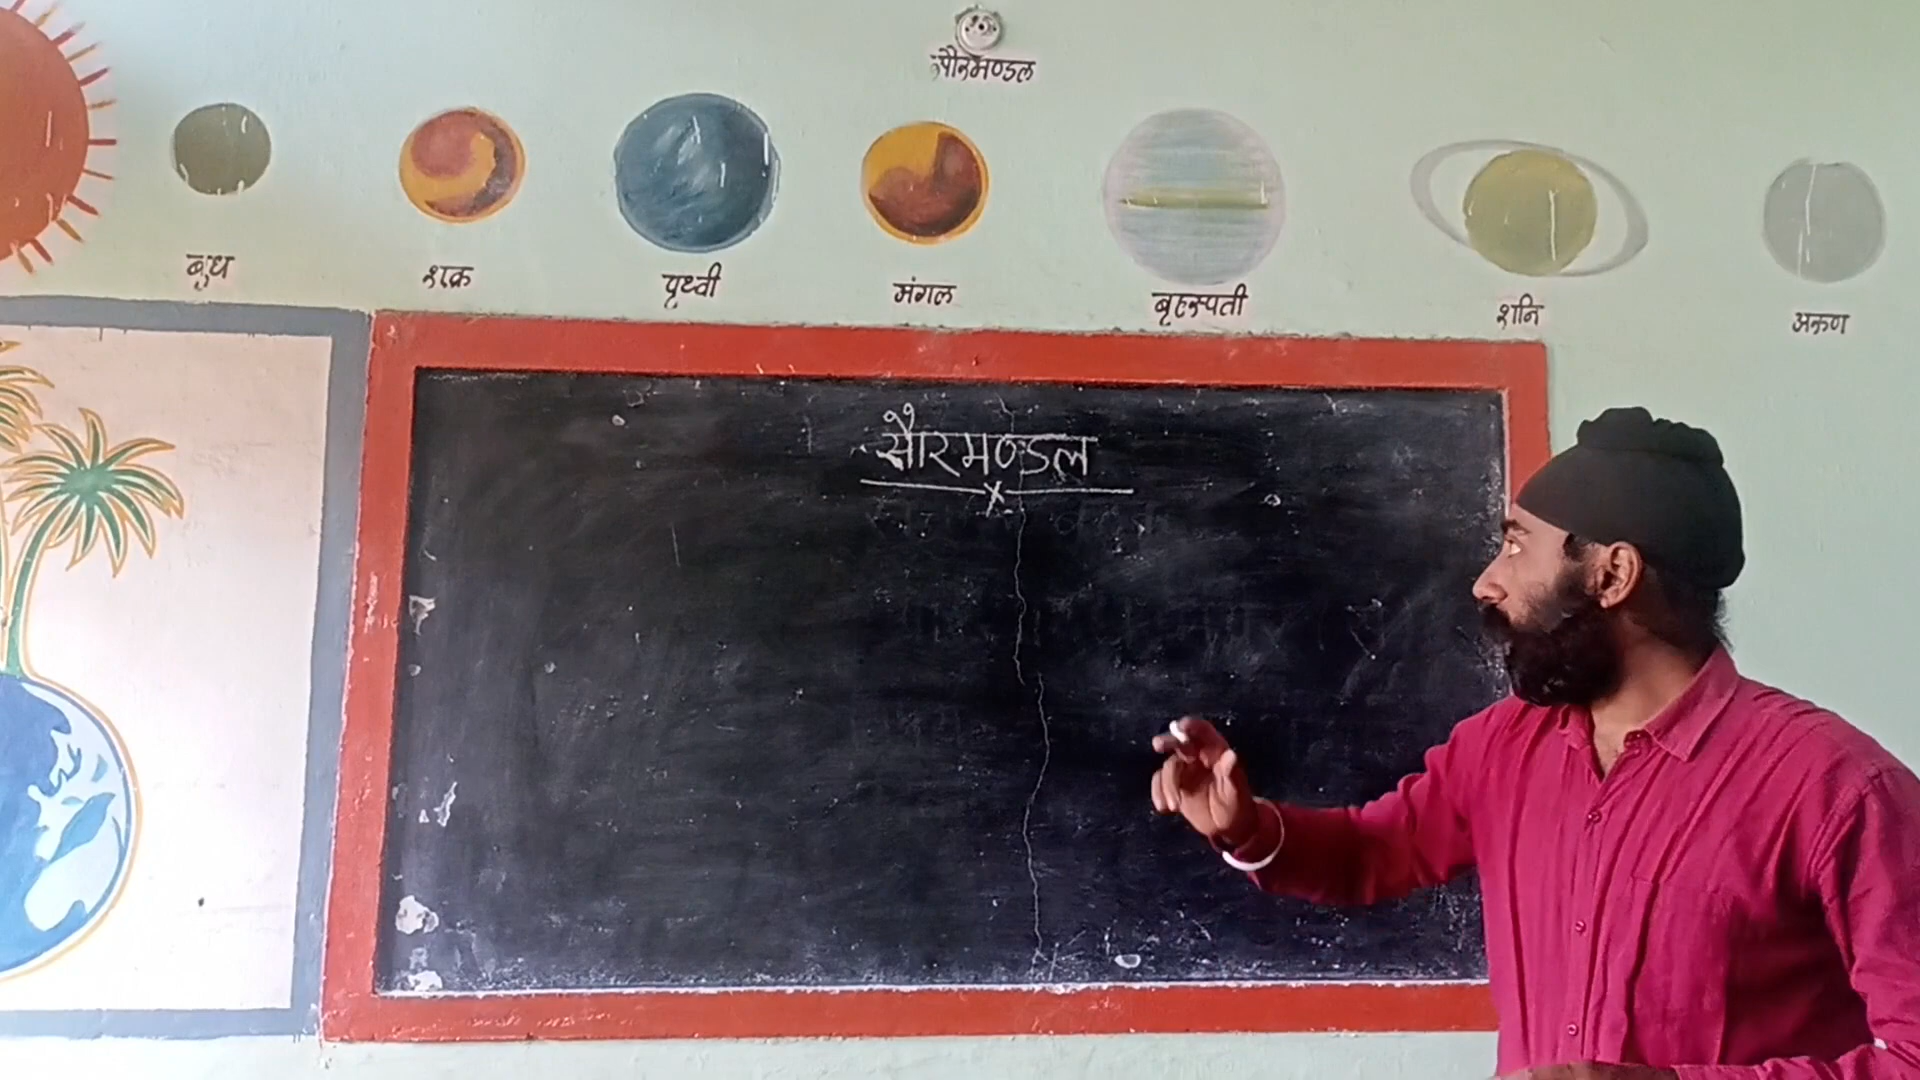 सौरमण्डल
बुध
शुक्र
पृथ्वी
मंगल
बृहस्पती
शनि
अरुण
सौरमण्डल